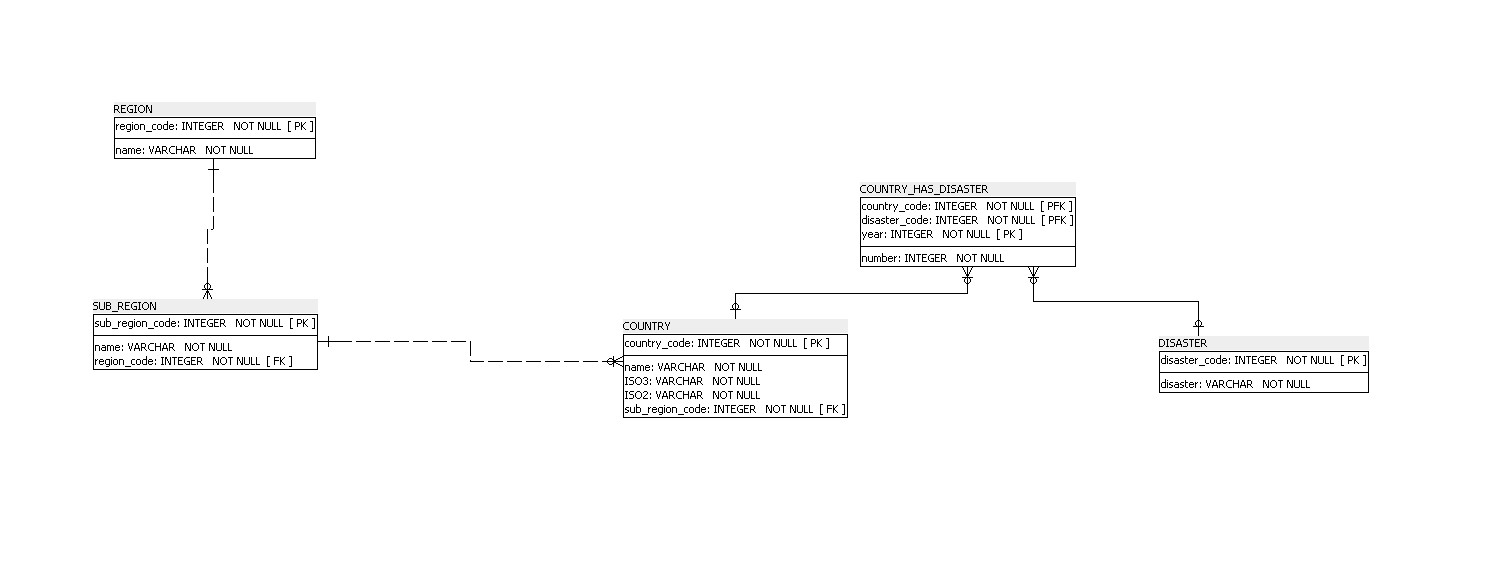 REGION
region_code: INTEGER NOT NULL [ PK ]
name: VARCHAR NOT NULL
SUB_REGION
sub_region_code: INTEGER NOT NULL [ PK ]
name: VARCHAR NOT NULL
region_code: INTEGER NOT NULL [ FK ]
COUNTRY
country_code: INTEGER NOT NULL [ PK ]
name: VARCHAR NOT NULL
ISO3: VARCHAR NOT NULL
ISO2: VARCHAR NOT NULL
sub_region_code: INTEGER NOT NULL [ FK ]
COUNTRY_HAS_DISASTER
country_code: INTEGER NOT NULL [ PFK ]
disaster_code: INTEGER NOT NULL [ PFK ]
year: INTEGER NOT NULL [ PK ]
number: INTEGER NOT NULL
DISASTER
disaster_code: INTEGER NOT NULL [ PK ]
disaster: VARCHAR NOT NULL